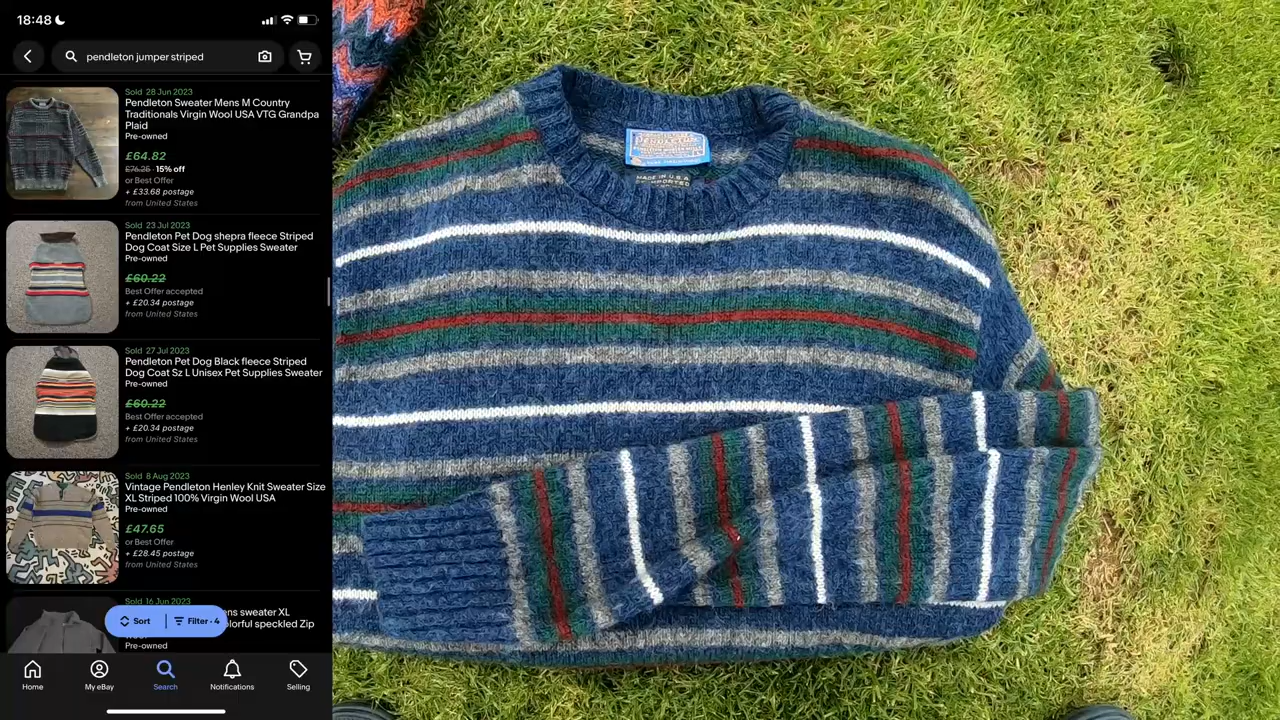 18:48
pendleton jumper striped
Sold 28 Jun 2023
Pendleton Sweater Mens M Country
Traditionals Virgin Wool USA VTG Grandpa
Plaid
Pre-owned
£64.82
£76.26 15% off
or Best Offer
+ £33.68 postage
from United States
Sold 23 Jul 2023
Pendleton Pet Dog shepra fleece Striped
Dog Coat Size L Pet Supplies Sweater
Pre-owned
£60.22
Best Offer accepted
+ £20.34 postage
from United States
Sold 27 Jul 2023
Pendleton Pet Dog Black fleece Striped
Dog Coat Sz L Unisex Pet Supplies Sweater
Pre-owned
£60.22
Best Offer accepted
+ £20.34 postage
from United States
Sold 8 Aug 2023
Vintage Pendleton Henley Knit Sweater Size
XL Striped 100% Virgin Wool USA
Pre-owned
£47.65
or Best Offer
+ £28.45 postage
from United States
Sold 16 Jun 2023
ens sweater XL
olorful speckled Zip
Pre-owned
Sort
Filter · 4
Home
My eBay
Search
Notifications
Selling
PENDLETON
MADE IN U.S.A.